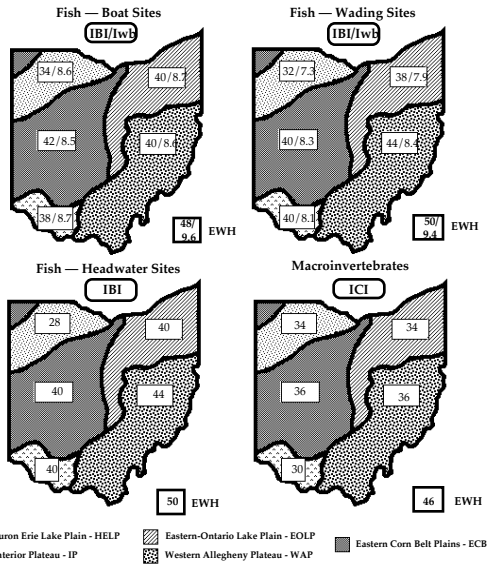 Fish — Boat Sites
IBI/Iwb
34/8.6
40/8.7
42/8.5
40/8.6
38/8.7
48/
9.6
EWH
Fish — Wading Sites
IBI/Iwb
32/7.3
38/7.9
40/8.3
44/8.4
40/8.1
50/
9.4
EWH
Fish — Headwater Sites
IBI
28
40
40
44
40
50
EWH
Macroinvertebrates
ICI
34
34
36
36
30
46
EWH
uron Erie Lake Plain - HELP
Eastern-Ontario Lake Plain - EOLP
Eastern Corn Belt Plains - ECB
terior Plateau - IP
Western Allegheny Plateau - WAP